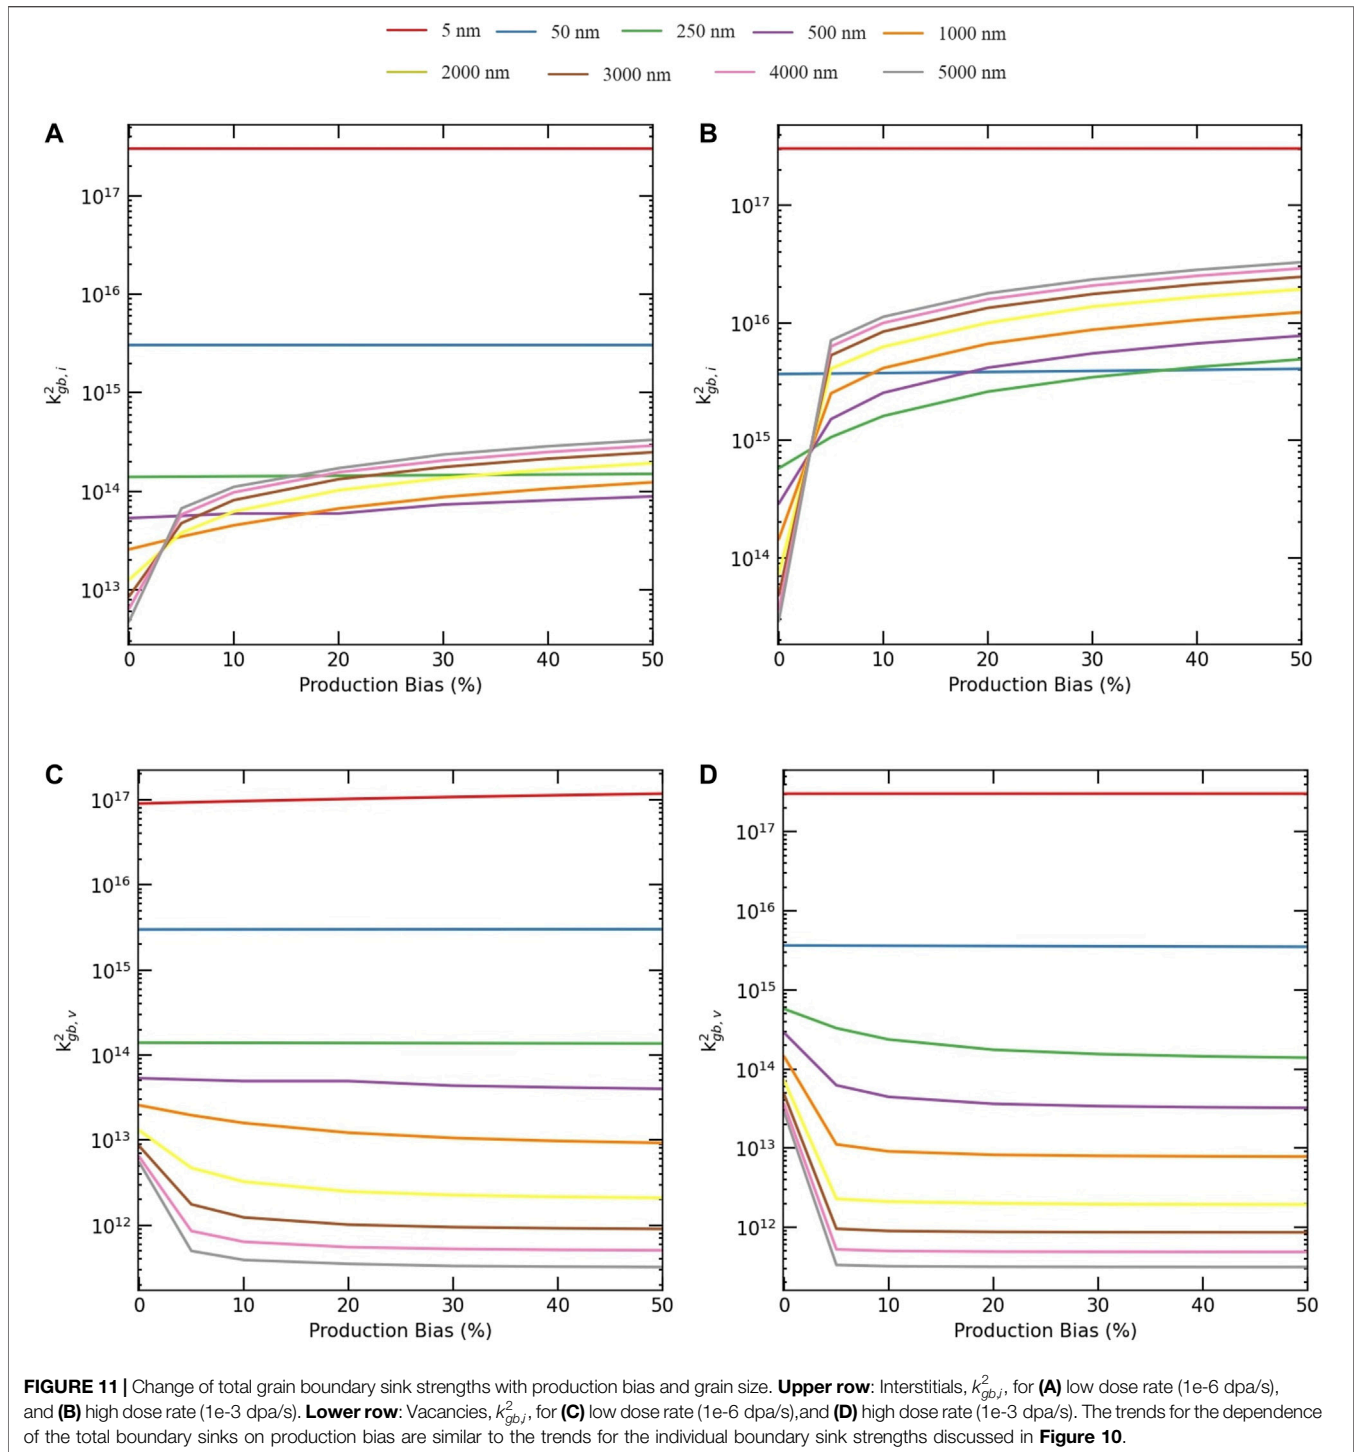 5 nm 50 nm 250 nm 500 nm 1000 nm
2000 nm 3000 nm 4000 nm 5000 nm
A
10¹⁷
10¹⁶
10¹⁵
10¹⁴
10¹³
k²gb,i
0 10 20 30 40 50
Production Bias (%)
B
10¹⁷
10¹⁶
10¹⁵
10¹⁴
k²gb,i
0 10 20 30 40 50
Production Bias (%)
C
10¹⁷
10¹⁶
10¹⁵
10¹⁴
10¹³
10¹²
k²gb,v
0 10 20 30 40 50
Production Bias (%)
D
10¹⁷
10¹⁶
10¹⁵
10¹⁴
10¹³
10¹²
k²gb,v
0 10 20 30 40 50
Production Bias (%)
FIGURE 11 | Change of total grain boundary sink strengths with production bias and grain size. Upper row: Interstitials, k²gb,i, for (A) low dose rate (1e-6 dpa/s),
and (B) high dose rate (1e-3 dpa/s). Lower row: Vacancies, k²gb,i, for (C) low dose rate (1e-6 dpa/s),and (D) high dose rate (1e-3 dpa/s). The trends for the dependence
of the total boundary sinks on production bias are similar to the trends for the individual boundary sink strengths discussed in Figure 10.